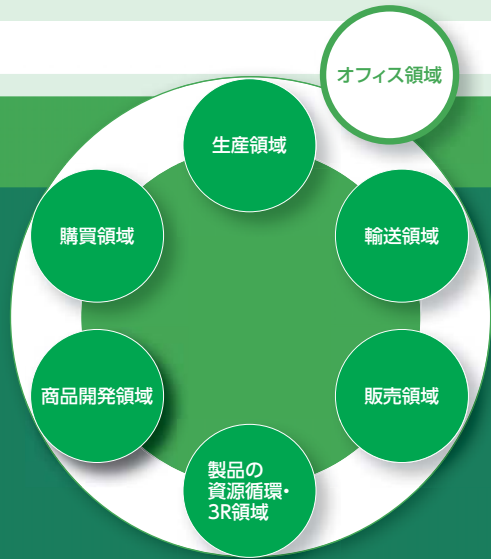 オフィス領域
生産領域
購買領域
輸送領域
商品開発領域
販売領域
製品の
資源循環・
3R領域